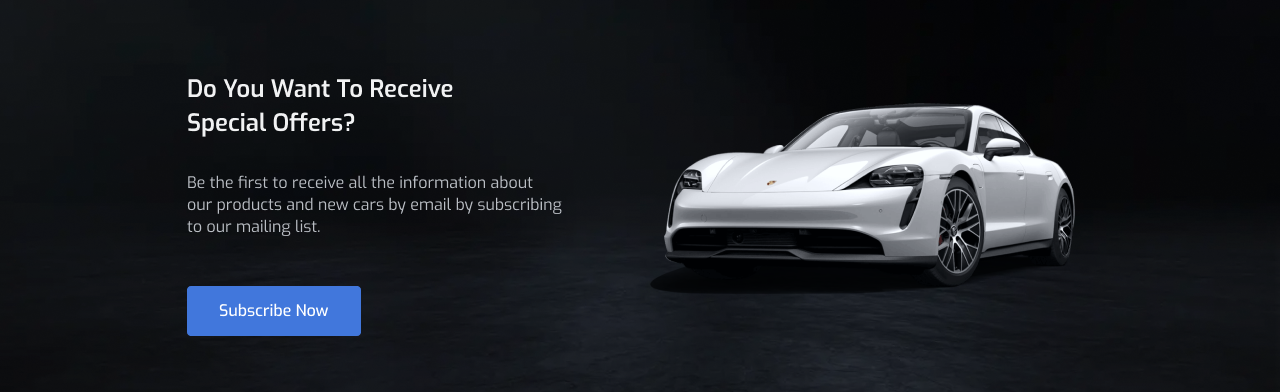 Do You Want To Receive
Special Offers?
Be the first to receive all the information about
our products and new cars by email by subscribing
to our mailing list.
Subscribe Now